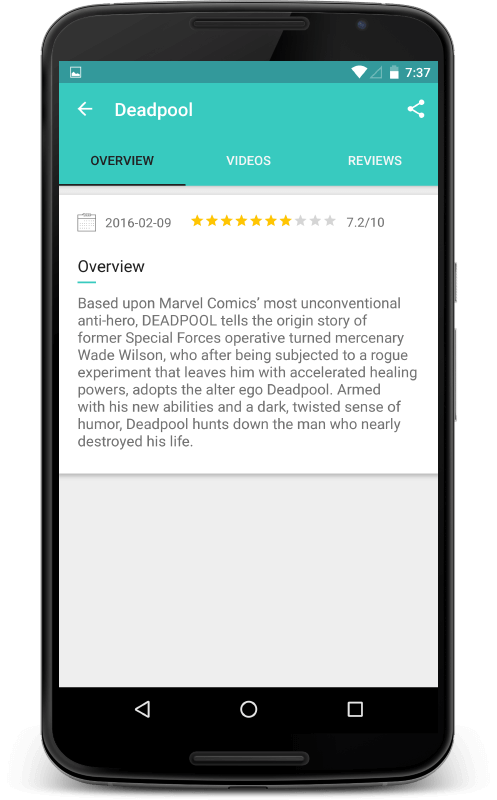 7:37
Deadpool
OVERVIEW VIDEOS REVIEWS
2016-02-09 7.2/10
Overview
Based upon Marvel Comics’ most unconventional
anti-hero, DEADPOOL tells the origin story of
former Special Forces operative turned mercenary
Wade Wilson, who after being subjected to a rogue
experiment that leaves him with accelerated healing
powers, adopts the alter ego Deadpool. Armed
with his new abilities and a dark, twisted sense of
humor, Deadpool hunts down the man who nearly
destroyed his life.